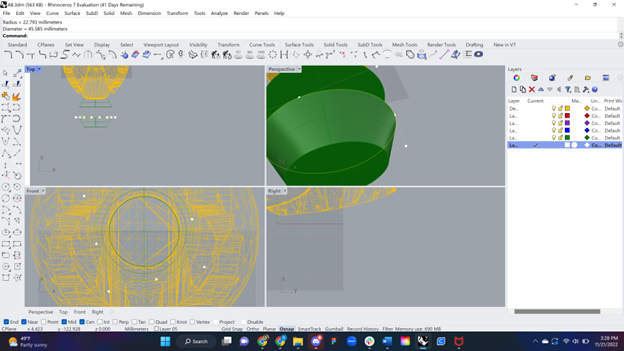 A8.3dm (563 KB) - Rhinoceros 7 Evaluation (41 Days Remaining)
File Edit View Curve Surface SubD Solid Mesh Dimension Transform Tools Analyze Render Panels Help
Radius = 22.793 millimeters
Diameter = 45.585 millimeters
Command:
Standard CPlanes Set View Display Select Viewport Layout Visibility Transform Curve Tools Surface Tools Solid Tools SubD Tools Mesh Tools Render Tools Drafting New in V7
Top Perspective Layers
Layer Current Ma... Lin... Print Wi
De... Co... Default
La... Co... Default
La... Co... Default
La... Co... Default
La... Co... Default
La... Co... Default
Front Right
Perspective Top Front Right
End Near Point Mid Cen Int Perp Tan Quad Knot Vertex Project Disable
CPlane x 4.423 y -122.928 z 0.000 Millimeters Layer 05 Grid Snap Ortho Planar Osnap SmartTrack Gumball Record History Filter Memory use: 690 MB
49°F
Partly sunny
Search
3:28 PM
11/21/2022